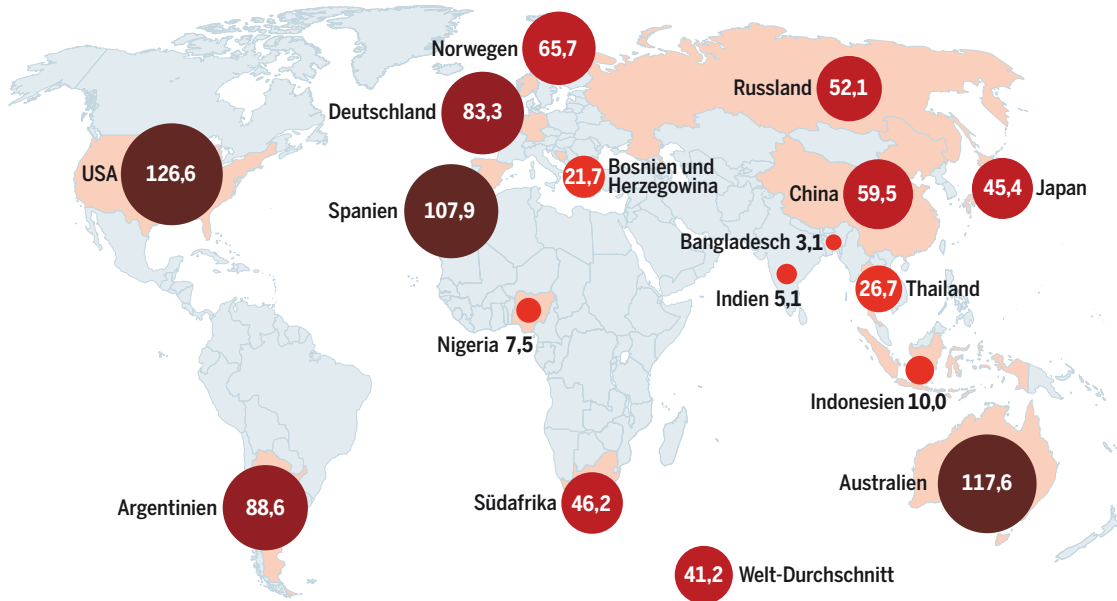 Norwegen 65,7
Deutschland 83,3
Russland 52,1
USA 126,6
Bosnien und
Herzegowina
21,7
Spanien 107,9
China 59,5
45,4 Japan
Bangladesch 3,1
Indien 5,1
26,7 Thailand
Nigeria 7,5
Indonesien 10,0
Australien 117,6
Argentinien 88,6
Südafrika 46,2
41,2 Welt-Durchschnitt